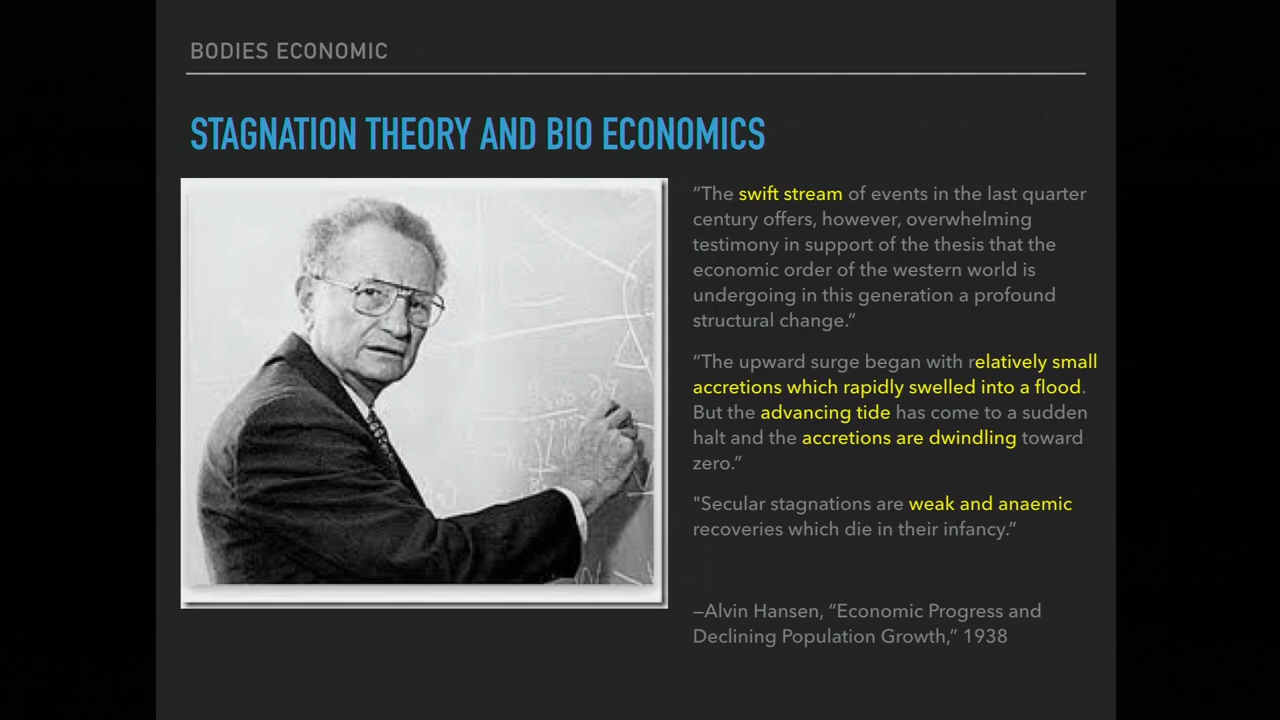 BODIES ECONOMIC
STAGNATION THEORY AND BIO ECONOMICS
“The swift stream of events in the last quarter
century offers, however, overwhelming
testimony in support of the thesis that the
economic order of the western world is
undergoing in this generation a profound
structural change.”
“The upward surge began with relatively small
accretions which rapidly swelled into a flood.
But the advancing tide has come to a sudden
halt and the accretions are dwindling toward
zero.”
"Secular stagnations are weak and anaemic
recoveries which die in their infancy.”
—Alvin Hansen, “Economic Progress and
Declining Population Growth,” 1938